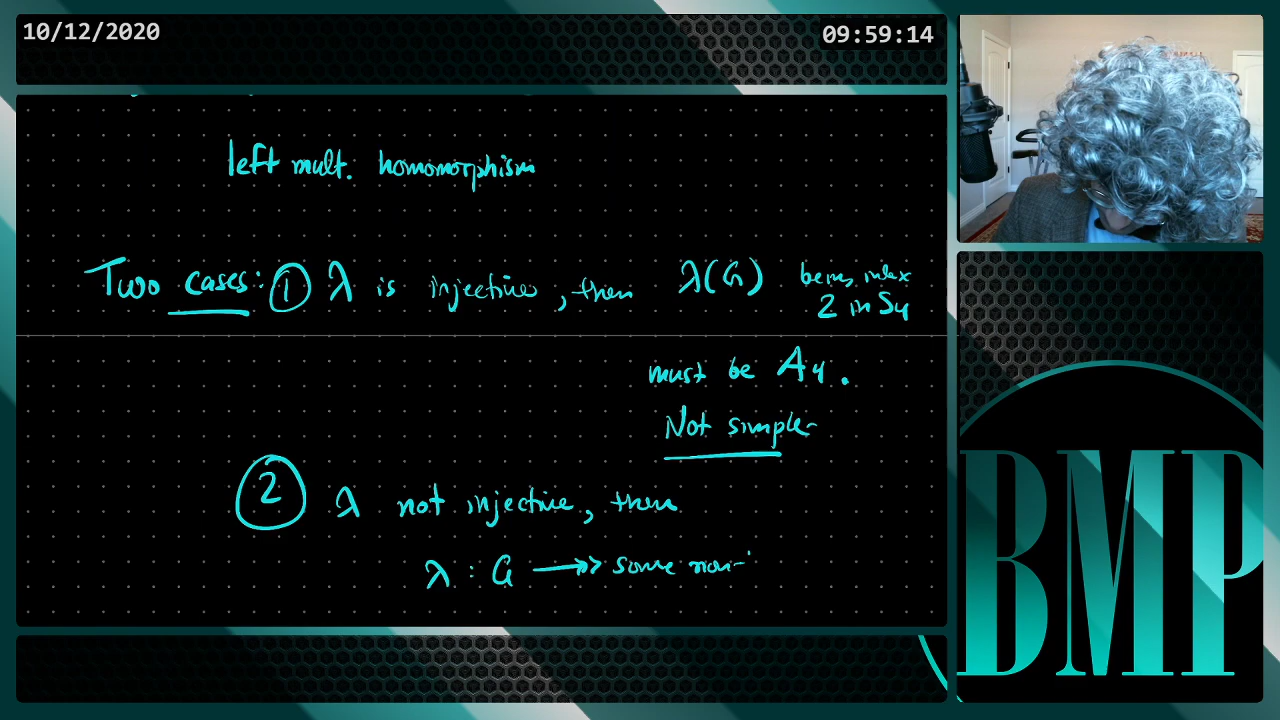 10/12/2020
09:59:14
left mult. homomorphism
Two cases: ① λ is injective, then λ(G) being index
2 in S4
must be A4.
Not simple
② λ not injective, then
λ : G ↠ some non-
BMP